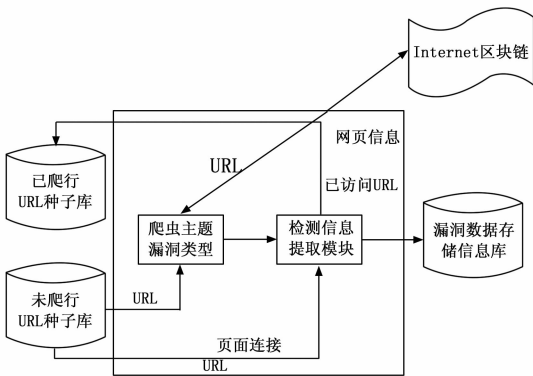 Internet区块链
网页信息
URL
已爬行
URL种子库
已访问URL
爬虫主题
漏洞类型
检测信息
提取模块
漏洞数据存
储信息库
未爬行
URL种子库
URL
页面连接
URL